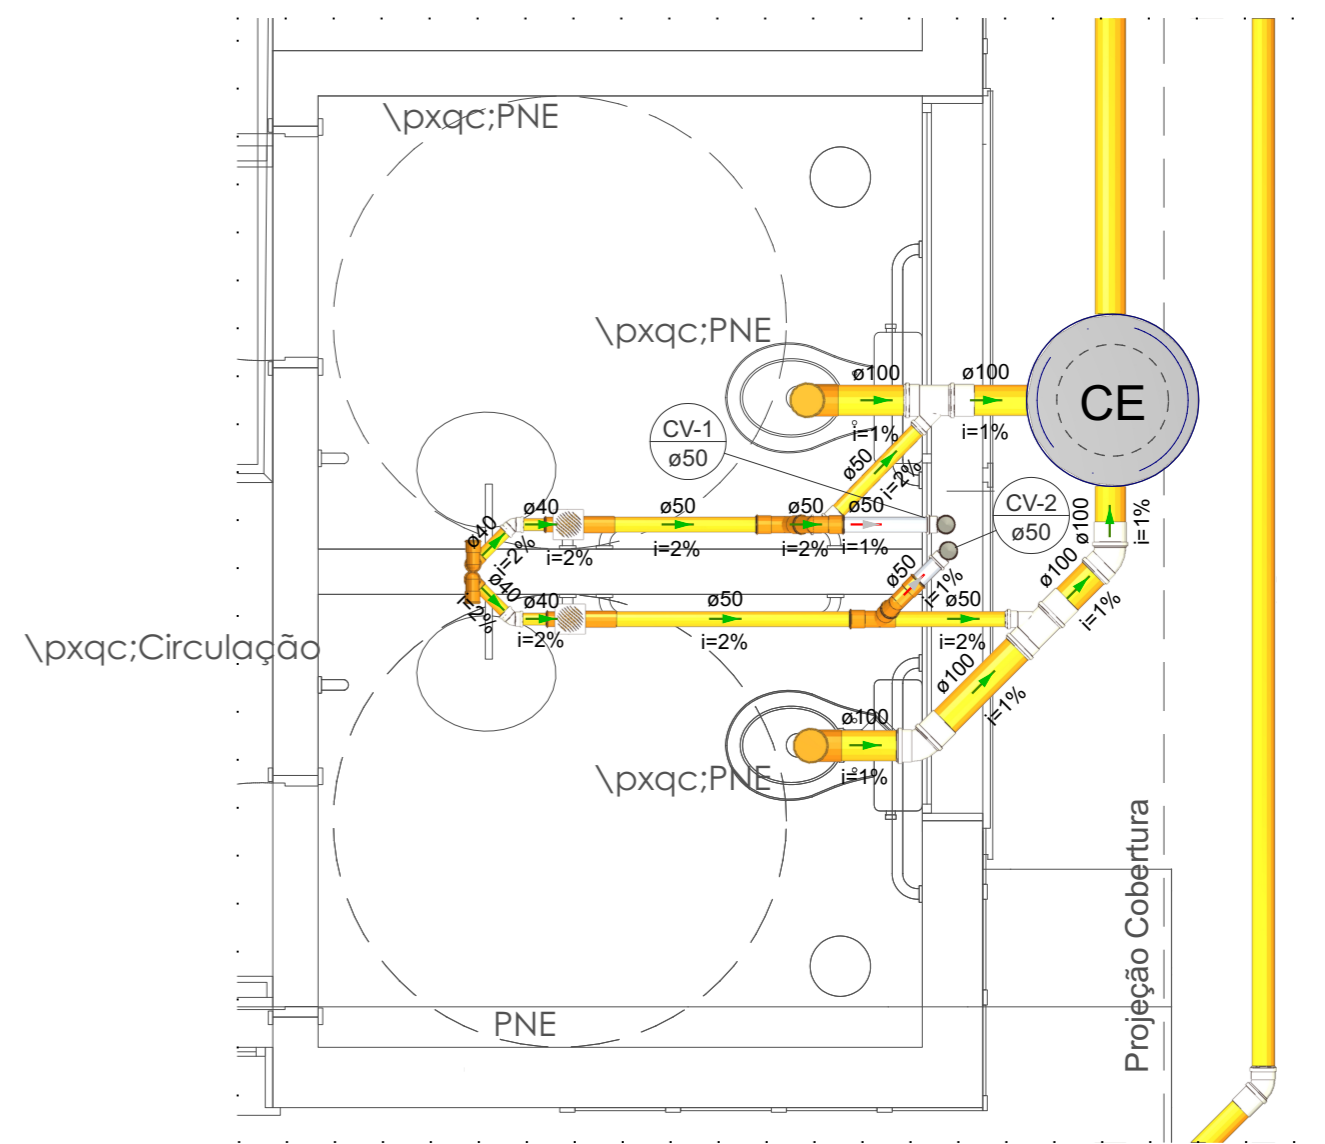 \pxqc;PNE
\pxqc;PNE
ø100
ø100
CE
i=1%
i=1%
CV-1
ø50
ø50
i=2%
CV-2
ø50
ø40
ø40
i=2%
i=2%
ø50
i=2%
ø50
i=2%
ø50
i=1%
ø100
i=1%
ø50
i=1%
ø40
i=2%
ø40
i=2%
ø50
i=2%
ø50
i=2%
ø100
i=1%
\pxqc;Circulação
ø100
i=1%
ø100
i=1%
\pxqc;PNE
Projeção Cobertura
PNE